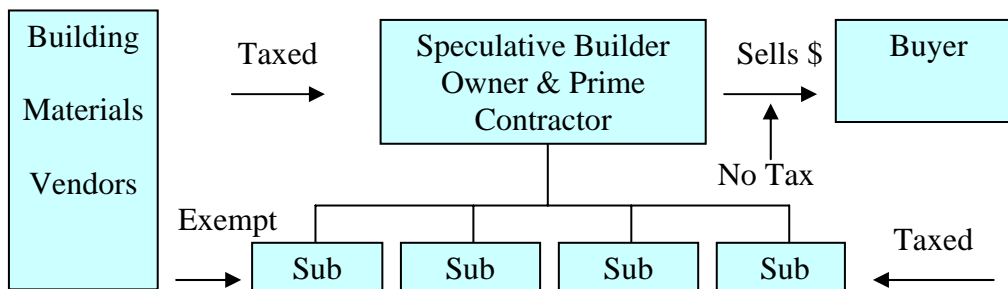 Building
Materials
Vendors
Taxed
Speculative Builder
Owner & Prime
Contractor
Sells $
Buyer
No Tax
Exempt
Sub
Sub
Sub
Sub
Taxed